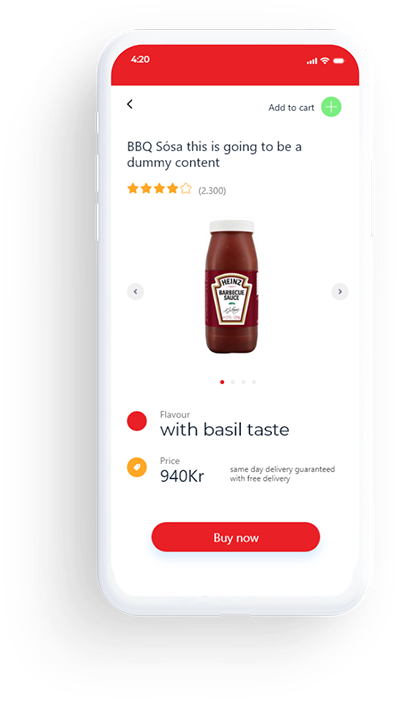 4:20
Add to cart
BBQ Sósa this is going to be a
dummy content
(2.300)
HEINZ
BARBECUE
SAUCE
Flavour
with basil taste
Price
940Kr
same day delivery guaranteed
with free delivery
Buy now